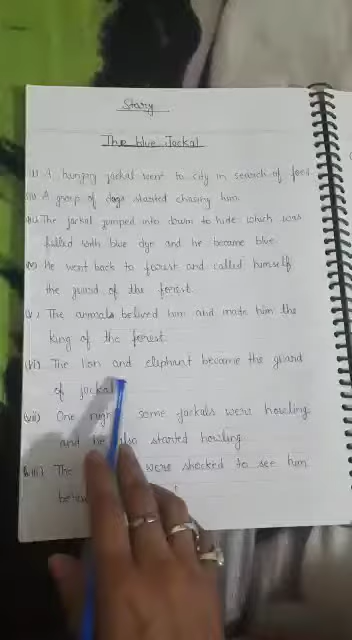 Story
The blue Jackal
(i) A hungry jackal went to city in search of food.
(ii) A group of dogs started chasing him.
(iii) The jackal jumped into drum to hide which was
filled with blue dye and he became blue.
(iv) He went back to forest and called himself
the guard of the forest.
(v) The animals belived him and made him the
king of the forest
(vi) The lion and elephant became the guard
of jackal
(vii) One some jackals were howling
and he also started howling
(viii) The were shocked to see him